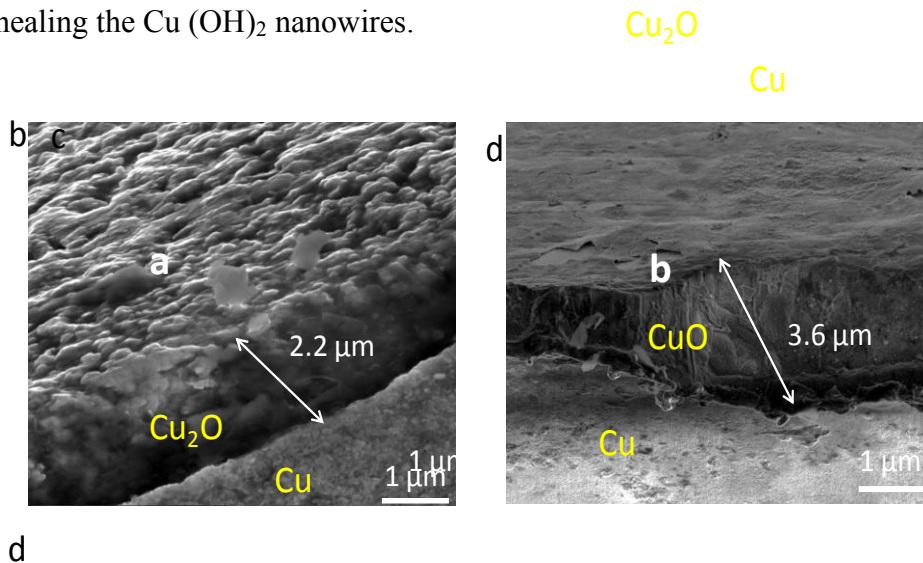 nealing the Cu (OH)₂ nanowires.
Cu₂O
Cu
b c
d
a
b
2.2 µm
CuO
3.6 µm
Cu₂O
Cu
Cu
1 µm
1 µm
1 µm
d